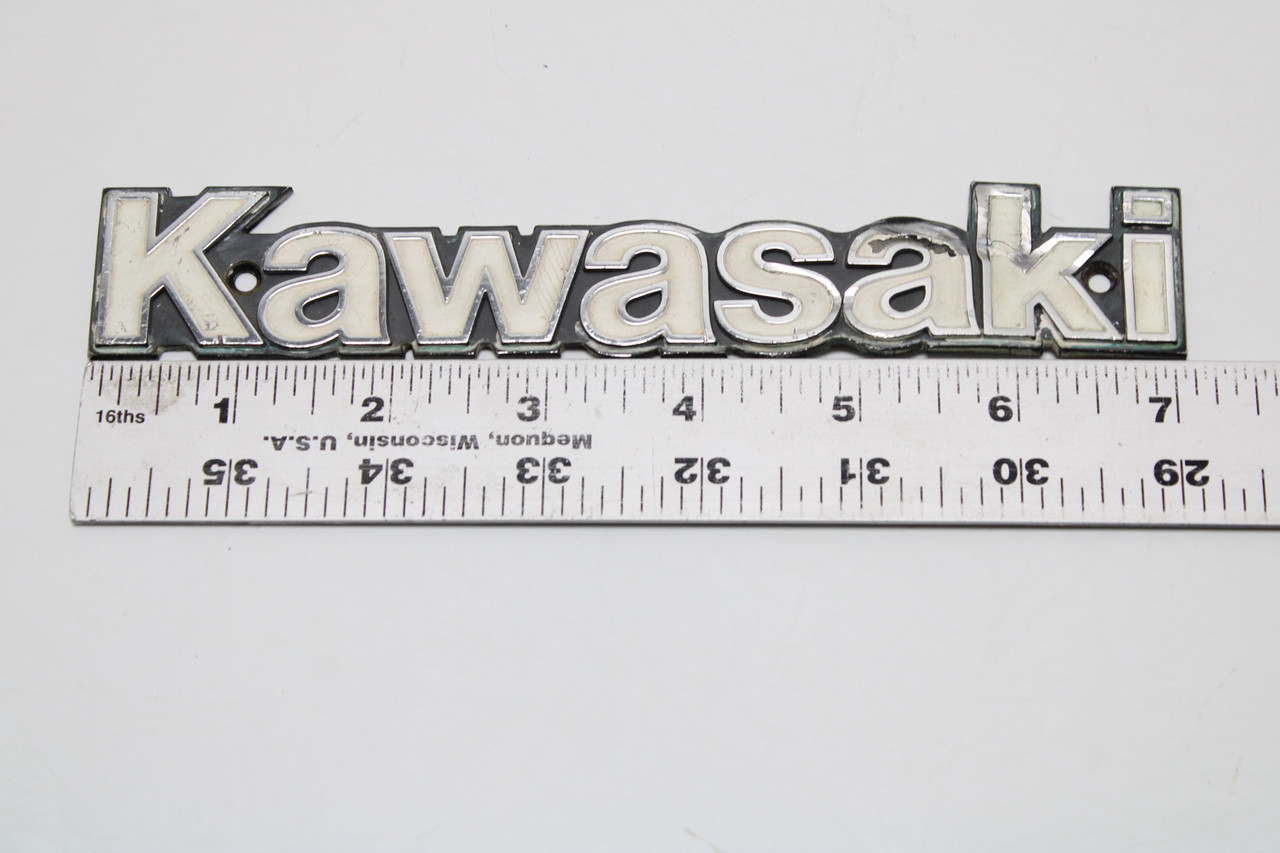 Kawasaki
1 2 3 4 5 6 7
16ths
Mequon, Wisconsin, U.S.A.
35 34 33 32 31 30 29